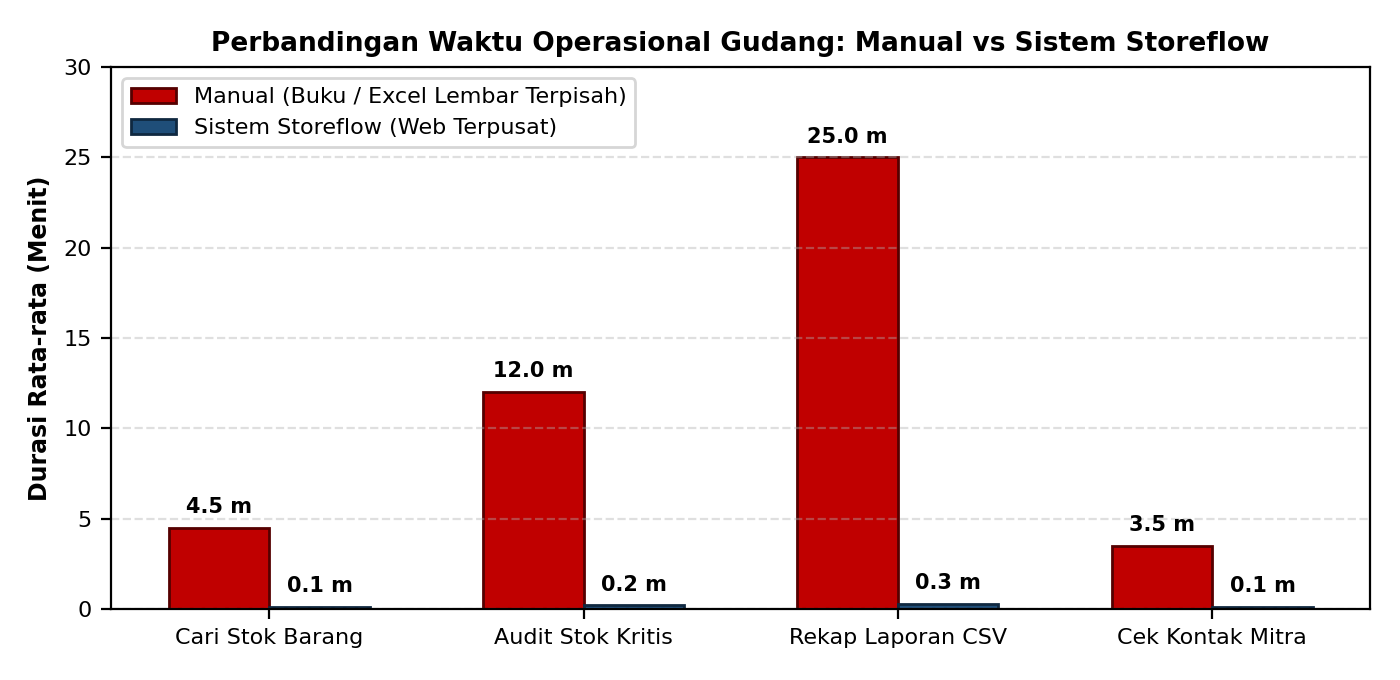 Perbandingan Waktu Operasional Gudang: Manual vs Sistem Storeflow
Manual (Buku / Excel Lembar Terpisah)
Sistem Storeflow (Web Terpusat)
Durasi Rata-rata (Menit)
30
25
20
15
10
5
0
4.5 m
0.1 m
12.0 m
0.2 m
25.0 m
0.3 m
3.5 m
0.1 m
Cari Stok Barang
Audit Stok Kritis
Rekap Laporan CSV
Cek Kontak Mitra